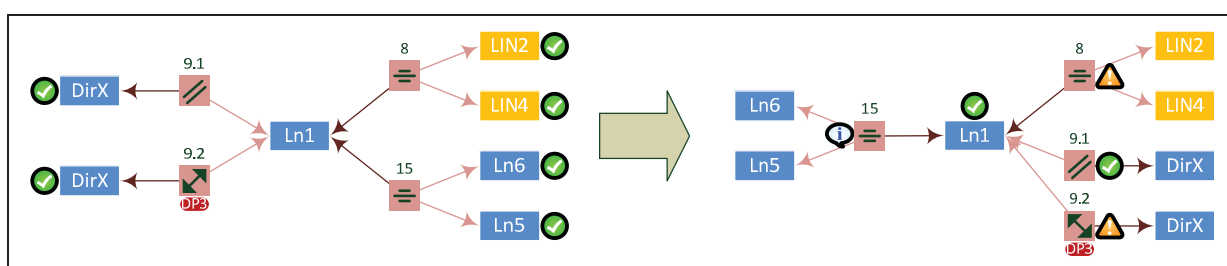 9.1
DirX
9.2
DirX
DP3
Ln1
8
LIN2
LIN4
15
Ln6
Ln5
15
Ln6
Ln5
i
Ln1
8
LIN2
LIN4
9.1
DirX
9.2
DirX
DP3